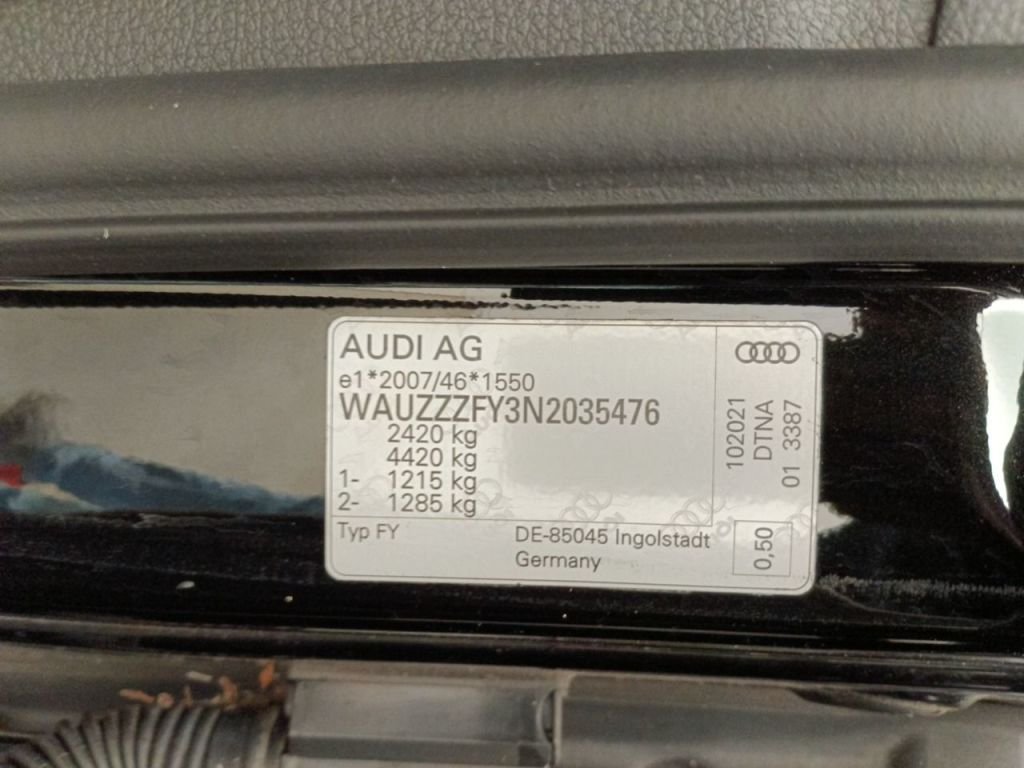 AUDI AG
e1*2007/46*1550
WAUZZZFY3N2035476
2420 kg
4420 kg
1- 1215 kg
2- 1285 kg
Typ FY
DE-85045 Ingolstadt
Germany
102021
DTNA
01 3387
0,50